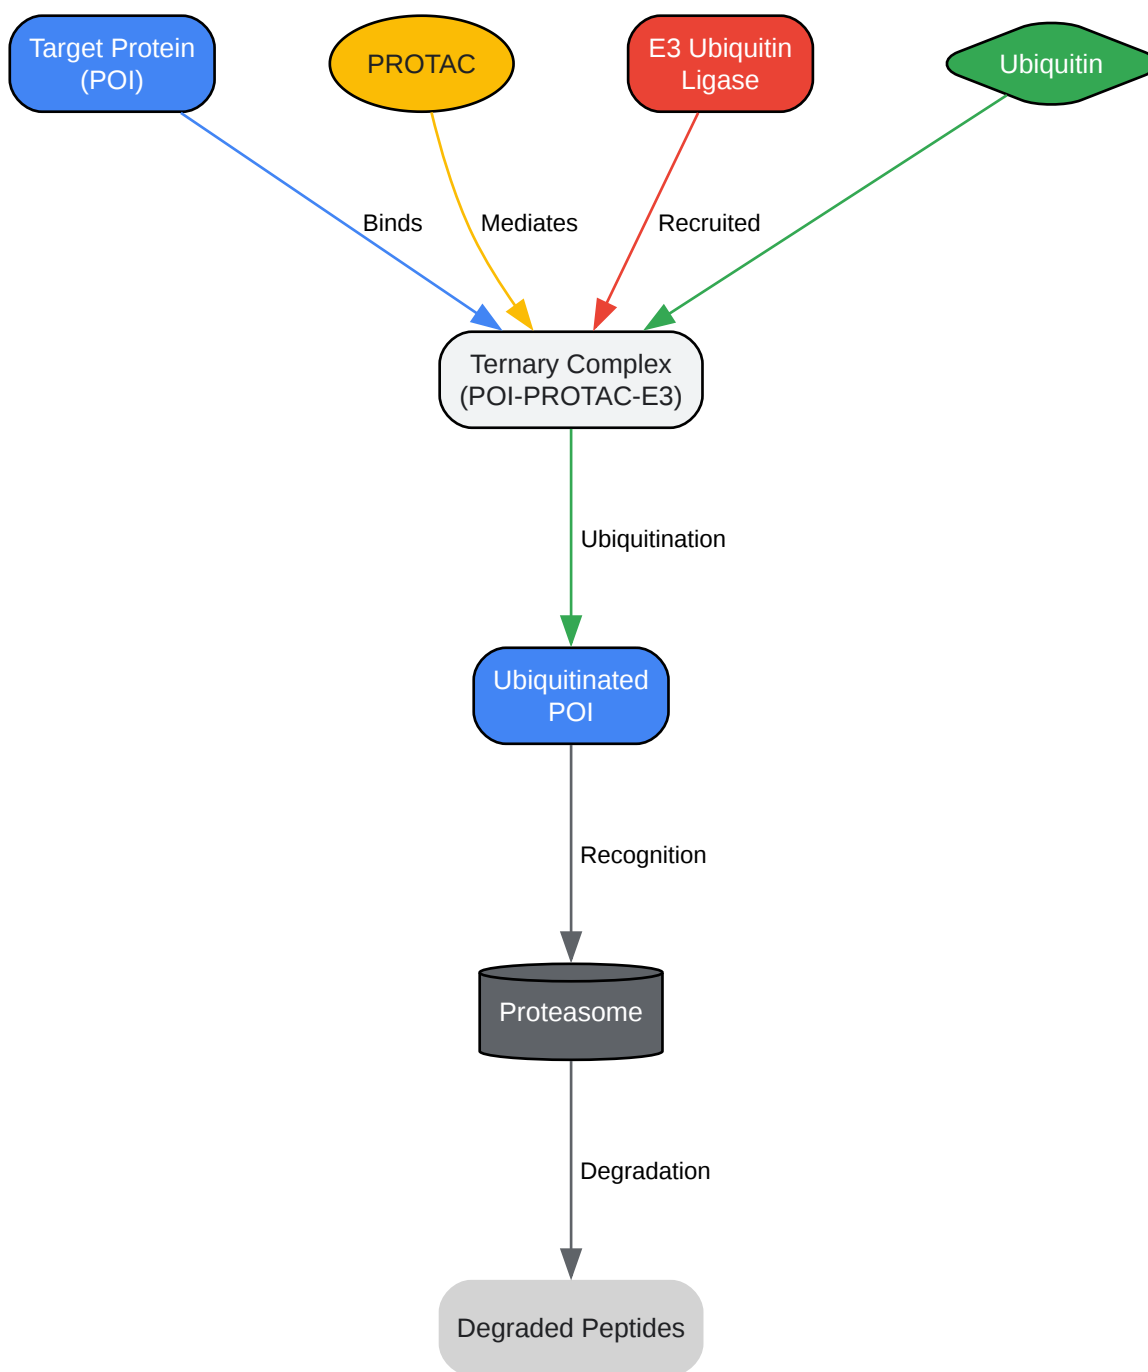 Target Protein
(POI)
PROTAC
E3 Ubiquitin
Ligase
Ubiquitin
Binds
Mediates
Recruited
Ternary Complex
(POI-PROTAC-E3)
Ubiquitination
Ubiquitinated
POI
Recognition
Proteasome
Degradation
Degraded Peptides